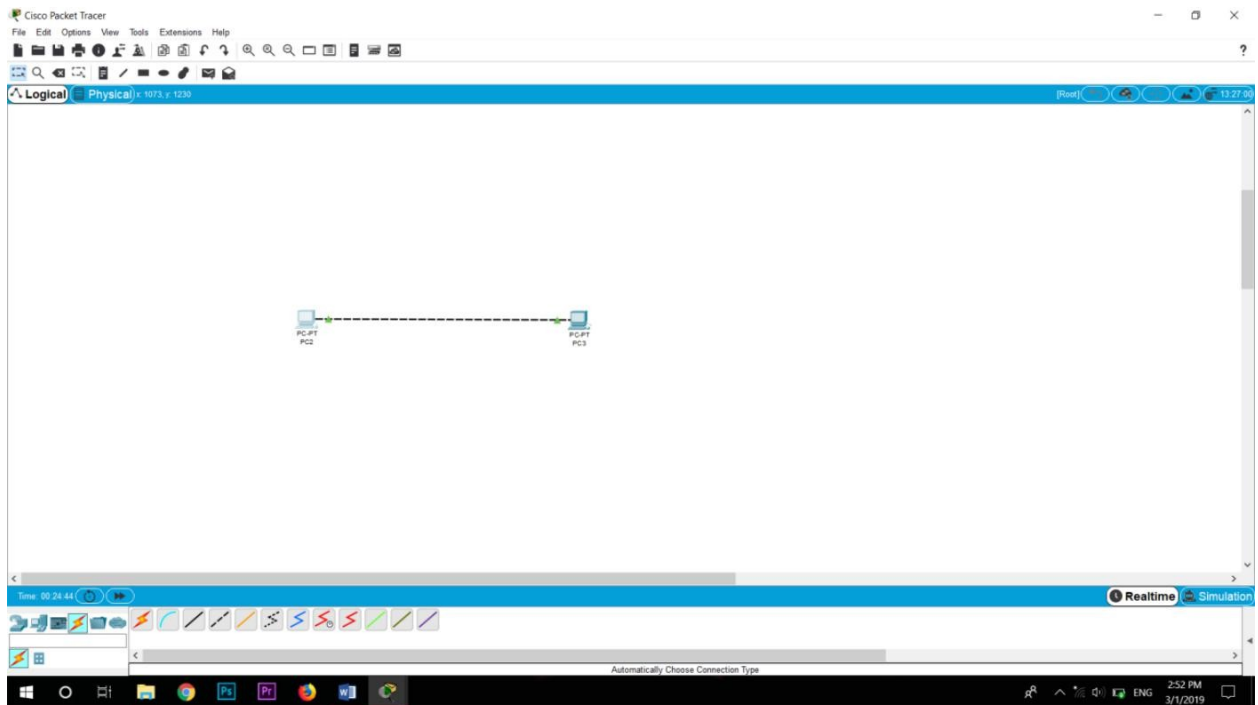 Cisco Packet Tracer
File Edit Options View Tools Extensions Help
?
Logical Physical x: 1073, y: 1230 [Root] 13:27:00
PC-PT
PC2
PC-PT
PC3
Time: 00:24:44 Realtime Simulation
Automatically Choose Connection Type
Ps Pr W ENG 2:52 PM
3/1/2019